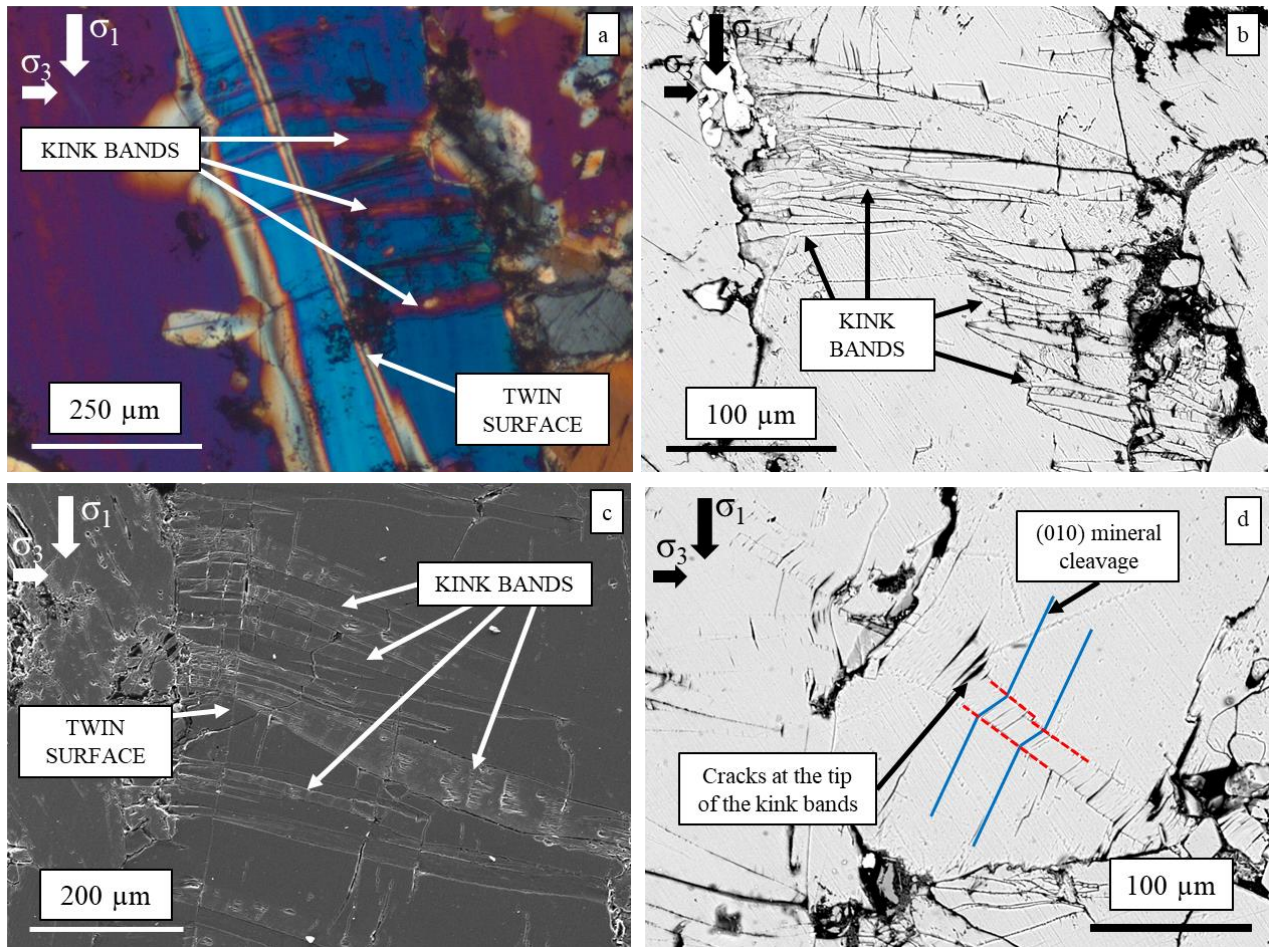 σ1
a
σ3
KINK BANDS
TWIN
SURFACE
250 µm
σ1
b
σ3
KINK
BANDS
100 µm
σ1
c
σ3
KINK BANDS
TWIN
SURFACE
200 µm
σ1
d
σ3
(010) mineral
cleavage
Cracks at the tip
of the kink bands
100 µm